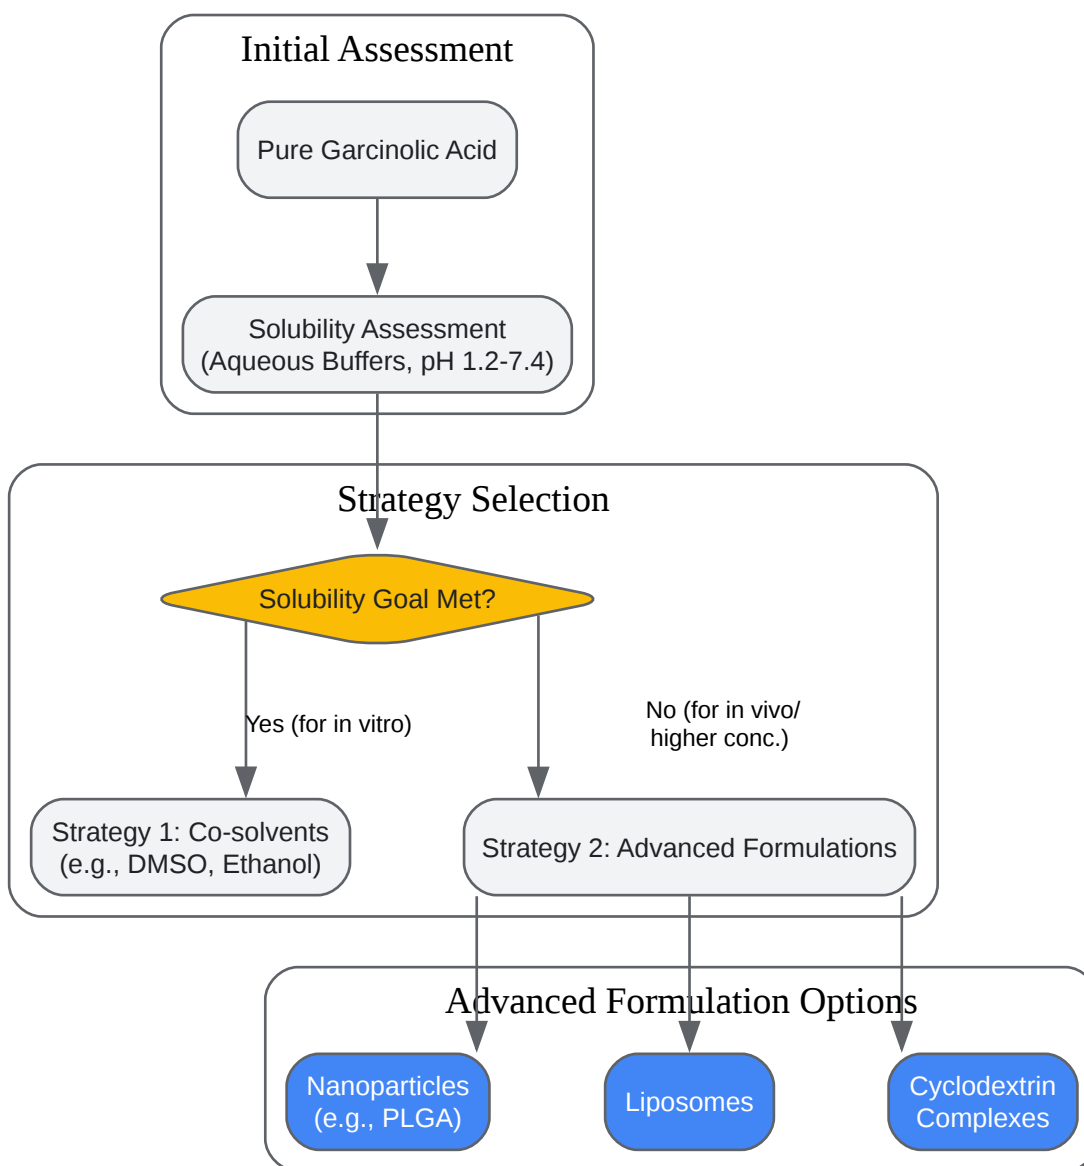 Initial Assessment
Pure Garcinolic Acid
Solubility Assessment
(Aqueous Buffers, pH 1.2-7.4)
Strategy Selection
Solubility Goal Met?
Yes (for in vitro)
No (for in vivo/
higher conc.)
Strategy 1: Co-solvents
(e.g., DMSO, Ethanol)
Strategy 2: Advanced Formulations
Advanced Formulation Options
Nanoparticles
(e.g., PLGA)
Liposomes
Cyclodextrin
Complexes